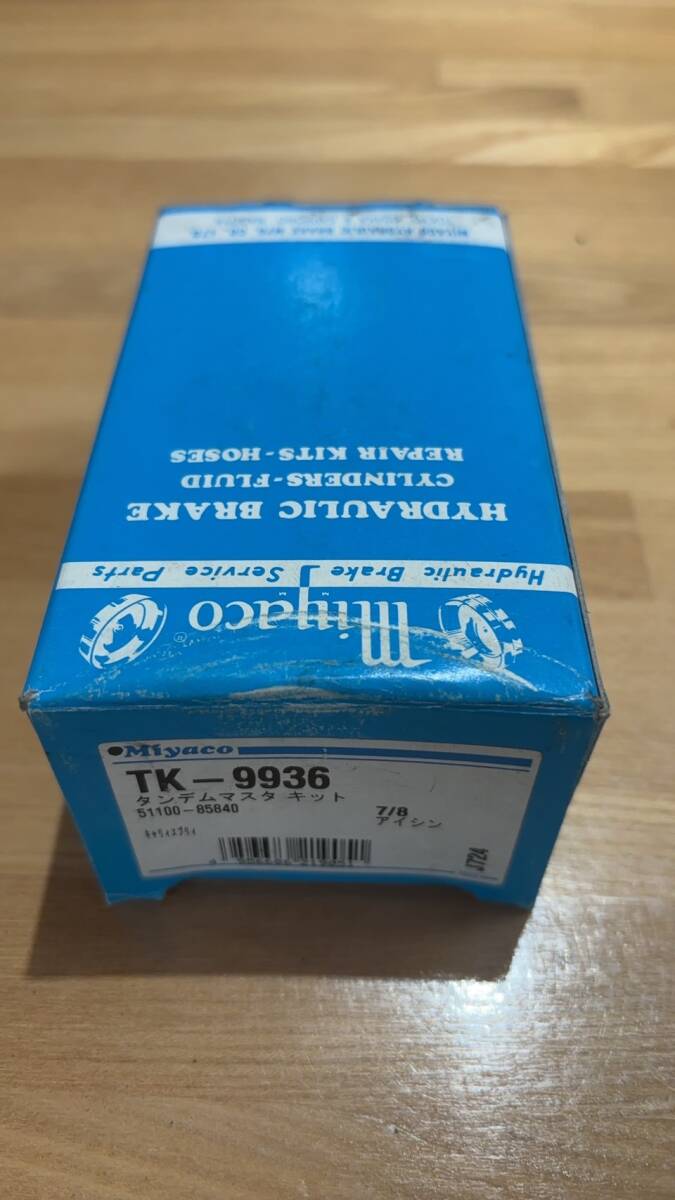 Miyaco
Hydraulic Brake Service Parts
HYDRAULIC BRAKE
CYLINDERS-FLUID
REPAIR KITS-HOSES
Miyaco
TK-9936
タンデムマスタ キット
51100-85840
7/8
アイシン
J724